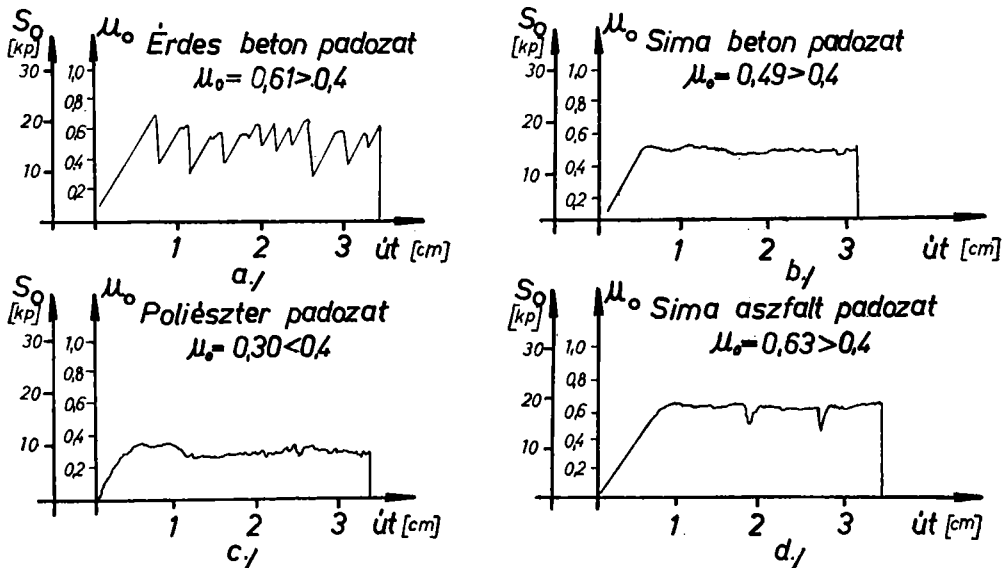 S₀ [kp] μ₀ Érdes beton padozat
μ₀= 0,61>0,4
30
20
10
1,0
0,8
0,6
0,4
0,2
1 2 3 út [cm]
a./
S₀ [kp] μ₀ Sima beton padozat
μ₀= 0,49>0,4
30
20
10
1,0
0,8
0,6
0,4
0,2
1 2 3 út [cm]
b./
S₀ [kp] μ₀ Poliészter padozat
μ₀= 0,30<0,4
30
20
10
1,0
0,8
0,6
0,4
0,2
1 2 3 út [cm]
c./
S₀ [kp] μ₀ Sima aszfalt padozat
μ₀= 0,63>0,4
30
20
10
1,0
0,8
0,6
0,4
0,2
1 2 3 út [cm]
d./